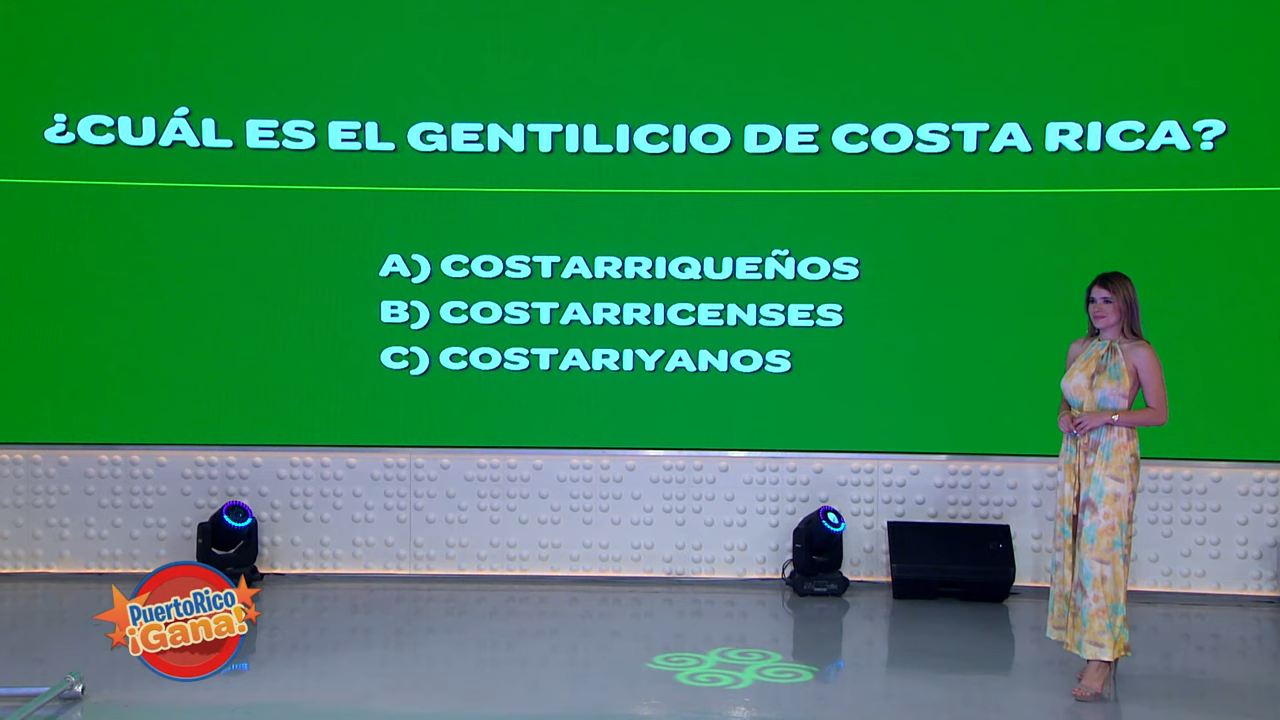 ¿CUÁL ES EL GENTILICIO DE COSTA RICA?
A) COSTARRIQUEÑOS
B) COSTARRICENSES
C) COSTARIYANOS
PuertoRico
¡Gana!